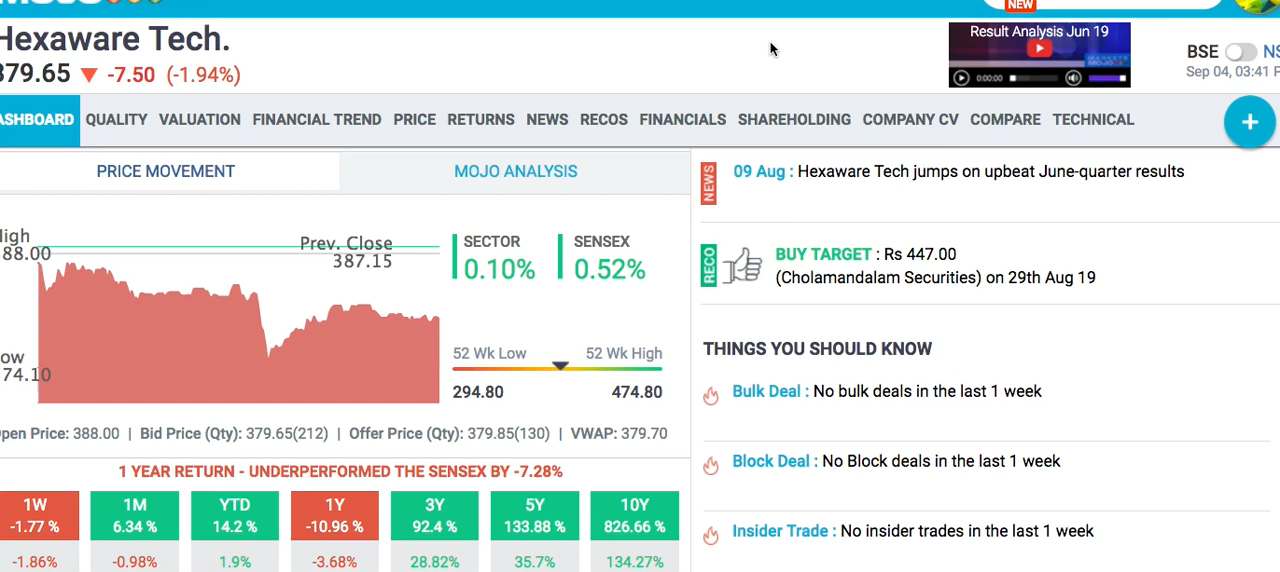 NEW
Hexaware Tech.
379.65 ▼ -7.50 (-1.94%)
Result Analysis Jun 19
0:00:00
BSE NS
Sep 04, 03:41 P
ASHBOARD QUALITY VALUATION FINANCIAL TREND PRICE RETURNS NEWS RECOS FINANCIALS SHAREHOLDING COMPANY CV COMPARE TECHNICAL
+
PRICE MOVEMENT MOJO ANALYSIS
igh
88.00
Prev. Close
387.15
ow
74.10
SECTOR
0.10%
SENSEX
0.52%
52 Wk Low 52 Wk High
294.80 474.80
pen Price: 388.00 | Bid Price (Qty): 379.65(212) | Offer Price (Qty): 379.85(130) | VWAP: 379.70
1 YEAR RETURN - UNDERPERFORMED THE SENSEX BY -7.28%
1W 1M YTD 1Y 3Y 5Y 10Y
-1.77 % 6.34 % 14.2 % -10.96 % 92.4 % 133.88 % 826.66 %
-1.86% -0.98% 1.9% -3.68% 28.82% 35.7% 134.27%
NEWS
09 Aug : Hexaware Tech jumps on upbeat June-quarter results
RECO
BUY TARGET : Rs 447.00
(Cholamandalam Securities) on 29th Aug 19
THINGS YOU SHOULD KNOW
Bulk Deal : No bulk deals in the last 1 week
Block Deal : No Block deals in the last 1 week
Insider Trade : No insider trades in the last 1 week